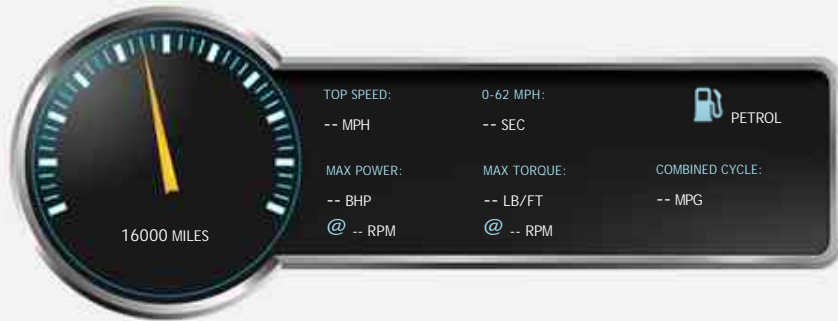 TOP SPEED:
-- MPH
0-62 MPH:
-- SEC
PETROL
MAX POWER:
-- BHP
@ -- RPM
MAX TORQUE:
-- LB/FT
@ -- RPM
COMBINED CYCLE:
-- MPG
16000 MILES